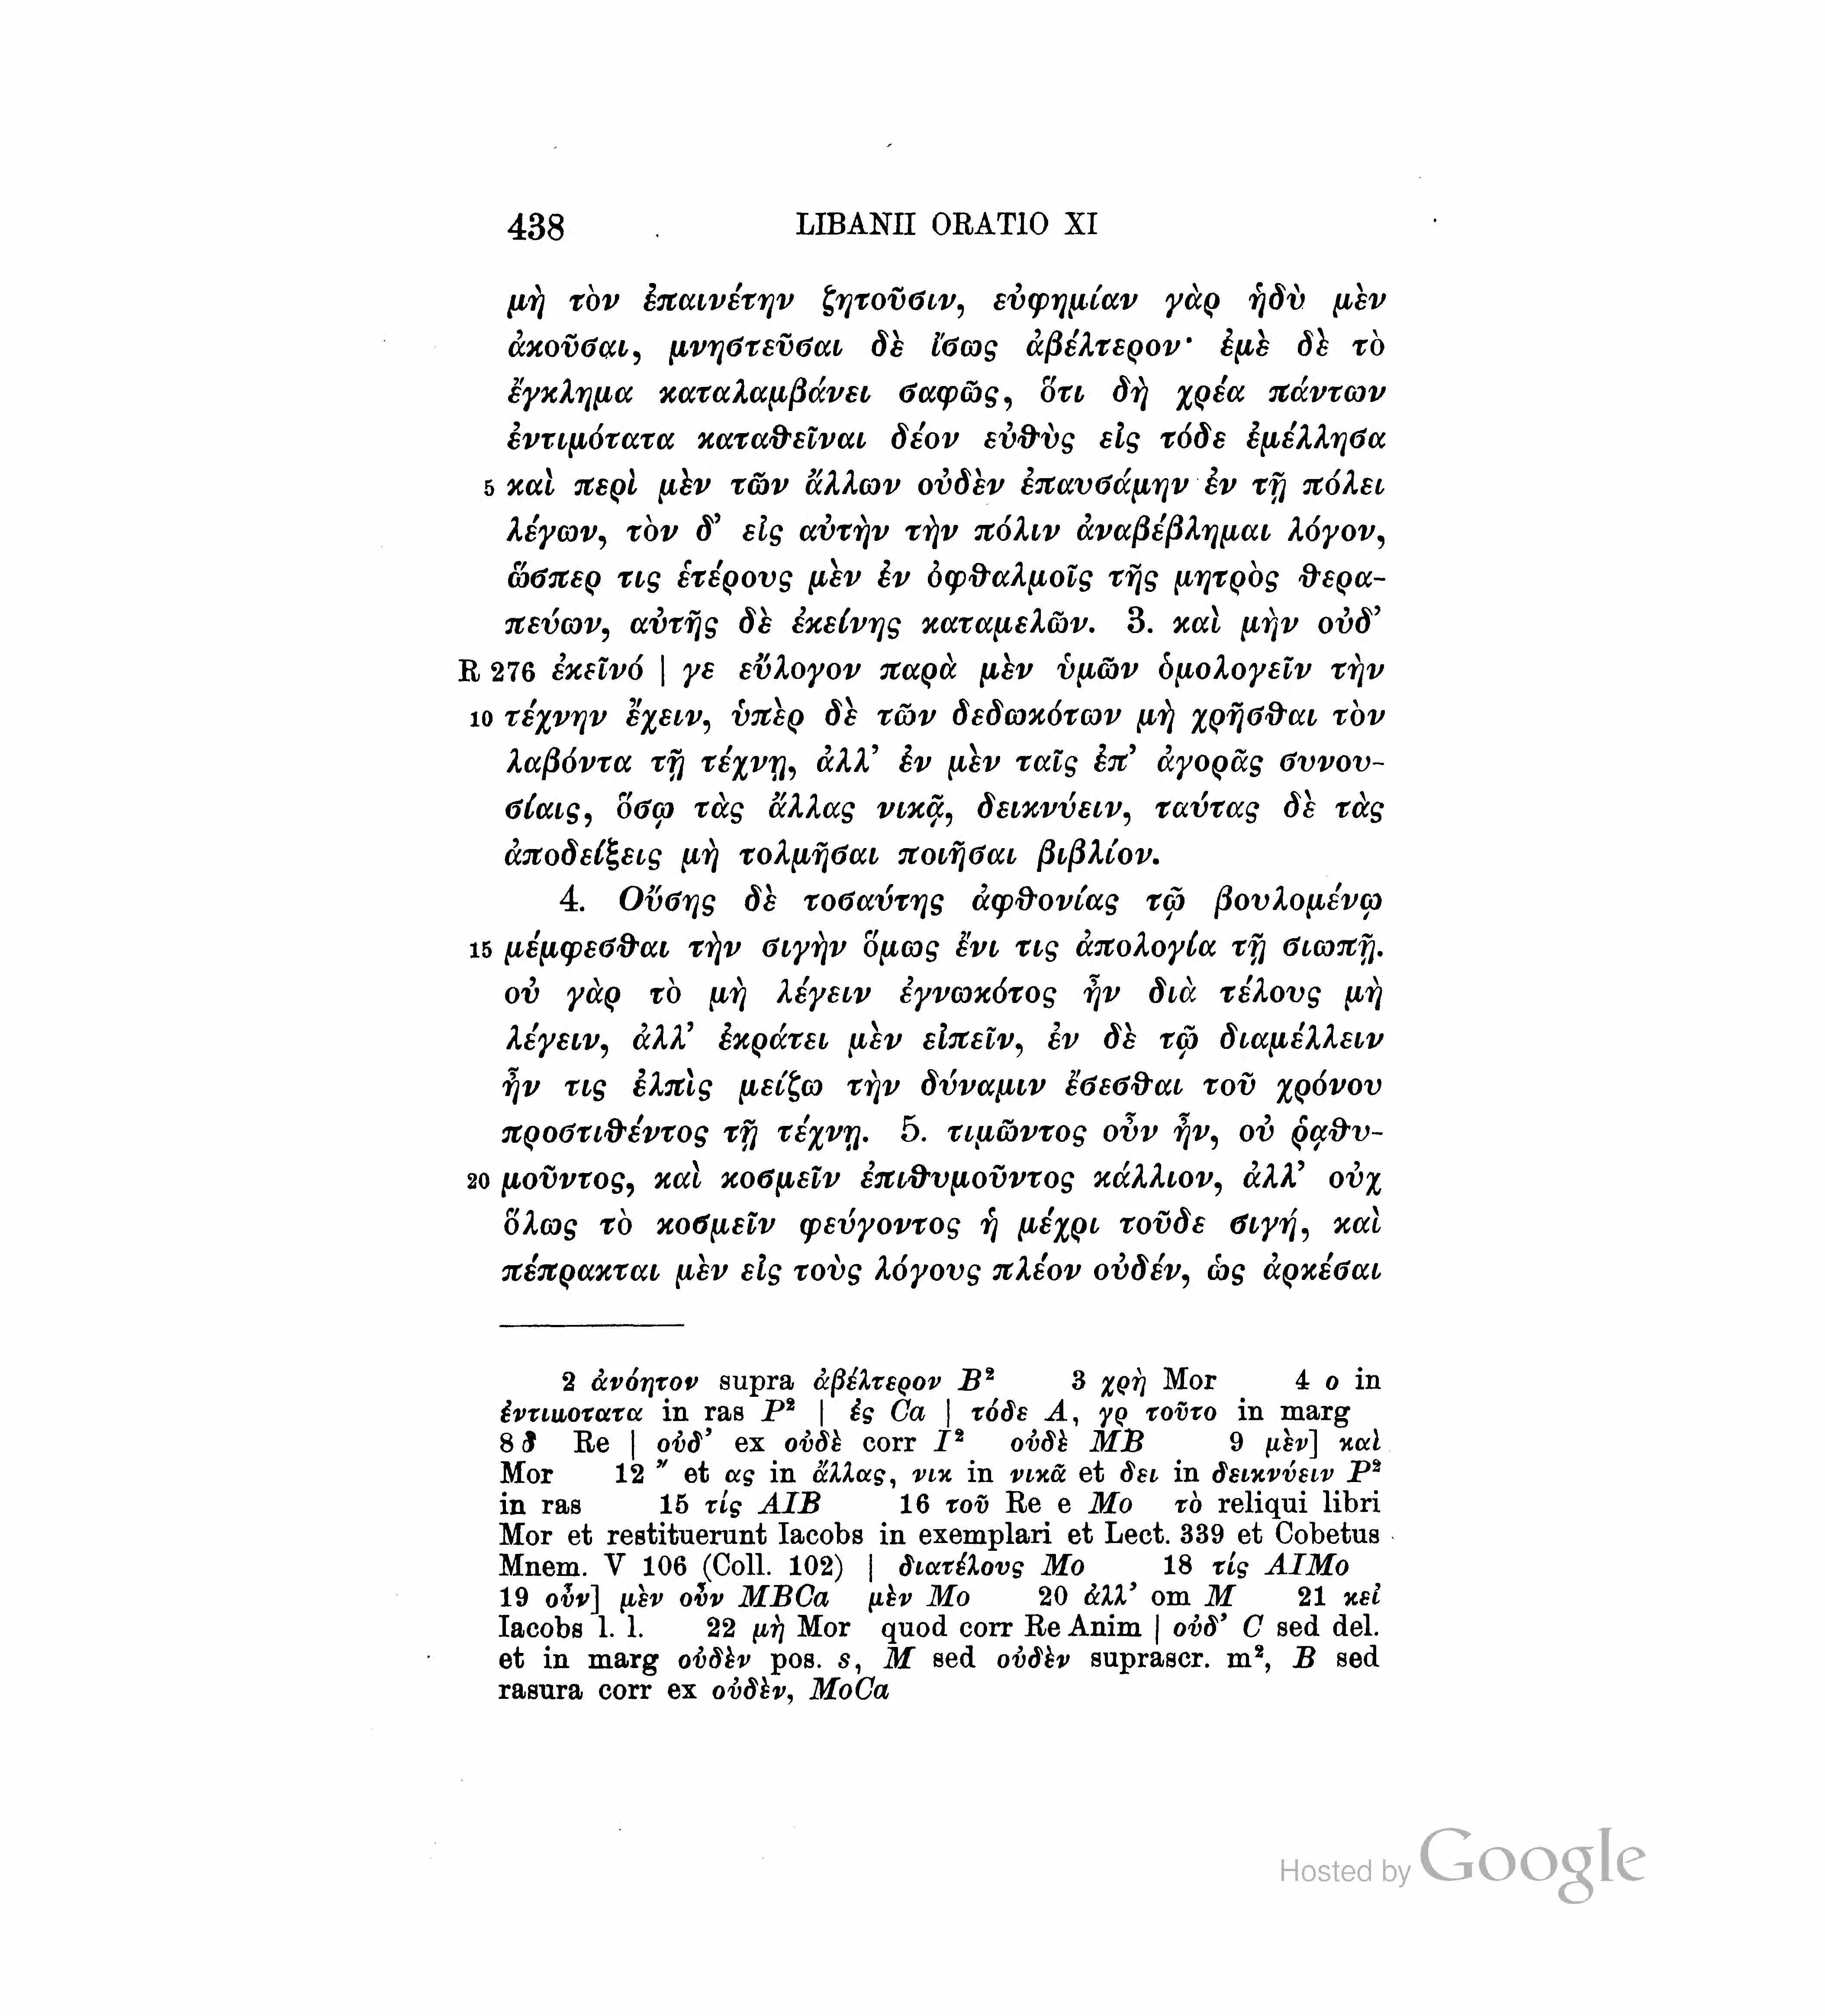 438 LIBANII ORATIO XI
μὴ τὸν ἐπαινέτην ζητοῦσιν, εὐφημίαν γὰρ ἡδὺ μὲν
ἀκοῦσαι, μνηστεῦσαι δὲ ἴσως ἀβέλτερον· ἐμὲ δὲ τὸ
ἔγκλημα καταλαμβάνει σαφῶς, ὅτι δὴ χρέα πάντων
ἐντιμότατα καταθεῖναι δέον εὐθὺς εἰς τόδε ἐμέλλησα
5 καὶ περὶ μὲν τῶν ἄλλων οὐδὲν ἐπαυσάμην ἐν τῇ πόλει
λέγων, τὸν δ’ εἰς αὐτὴν τὴν πόλιν ἀναβέβλημαι λόγον,
ὥσπερ τις ἑτέρους μὲν ἐν ὀφθαλμοῖς τῆς μητρὸς θερα-
πεύων, αὐτῆς δὲ ἐκείνης καταμελῶν. 3. καὶ μὴν οὐδ’
R 276 ἐκεῖνό | γε εὔλογον παρὰ μὲν ὑμῶν ὁμολογεῖν τὴν
10 τέχνην ἔχειν, ὑπὲρ δὲ τῶν δεδωκότων μὴ χρῆσθαι τὸν
λαβόντα τῇ τέχνῃ, ἀλλ’ ἐν μὲν ταῖς ἐπ’ ἀγορᾶς συνου-
σίαις, ὅσῳ τὰς ἄλλας νικᾷ, δεικνύειν, ταύτας δὲ τὰς
ἀποδείξεις μὴ τολμῆσαι ποιῆσαι βιβλίον.
4. Οὔσης δὲ τοσαύτης ἀφθονίας τῷ βουλομένῳ
15 μέμφεσθαι τὴν σιγὴν ὅμως ἔνι τις ἀπολογία τῇ σιωπῇ.
οὐ γὰρ τὸ μὴ λέγειν ἐγνωκότος ἦν διὰ τέλους μὴ
λέγειν, ἀλλ’ ἐκράτει μὲν εἰπεῖν, ἐν δὲ τῷ διαμέλλειν
ἦν τις ἐλπὶς μείζω τὴν δύναμιν ἔσεσθαι τοῦ χρόνου
προστιθέντος τῇ τέχνῃ. 5. τιμῶντος οὖν ἦν, οὐ ῥᾳθυ-
20 μοῦντος, καὶ κοσμεῖν ἐπιθυμοῦντος κάλλιον, ἀλλ’ οὐχ
ὅλως τὸ κοσμεῖν φεύγοντος ἡ μέχρι τοῦδε σιγή, καὶ
πέπρακται μὲν εἰς τοὺς λόγους πλέον οὐδέν, ὡς ἀρκέσαι
2 ἀνόητον supra ἀβέλτερον B² 3 χρὴ Mor 4 ο in
ἐντιμοτατα in ras P² | ἐς Ca | τόδε A, γρ τοῦτο in marg
8 δ Re | οὐδ’ ex οὐδὲ corr I² οὐδὲ MB 9 μὲν] καὶ
Mor 12 ῎ et ας in ἄλλας, νικ in νικᾶ et δει in δεικνύειν P²
in ras 15 τίς AIB 16 τοῦ Re e Mo τὸ reliqui libri
Mor et restituerunt Iacobs in exemplari et Lect. 339 et Cobetus
Mnem. V 106 (Coll. 102) | διατέλους Mo 18 τίς AIMo
19 οὖν] μὲν οὖν MBCa μὲν Mo 20 ἀλλ’ om M 21 κεἰ
Iacobs l. l. 22 μὴ Mor quod corr Re Anim | οὐδ’ C sed del.
et in marg οὐδὲν pos. s, M sed οὐδὲν suprascr. m², B sed
rasura corr ex οὐδὲν, MoCa
Hosted by Google